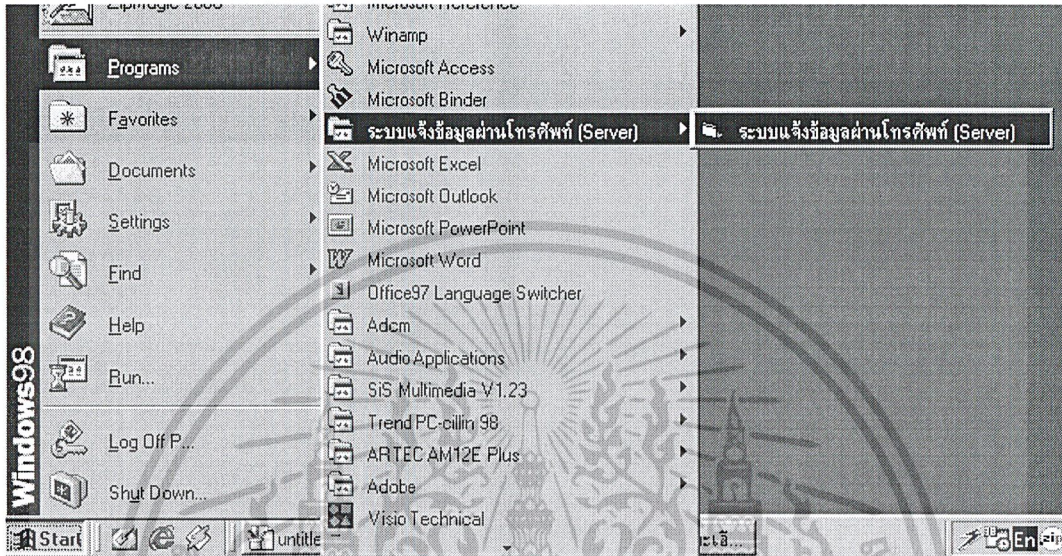 ZipMagic 2000
Programs
Favorites
Documents
Settings
Find
Help
Run...
Log Off P...
Shut Down...
Windows98
Microsoft Reference
Winamp
Microsoft Access
Microsoft Binder
ระบบแจ้งข้อมูลผ่านโทรศัพท์ (Server)
Microsoft Excel
Microsoft Outlook
Microsoft PowerPoint
Microsoft Word
Office97 Language Switcher
Adcm
Audio Applications
SiS Multimedia V1.23
Trend PC-cillin 98
ARTEC AM12E Plus
Adobe
Visio Technical
ระบบแจ้งข้อมูลผ่านโทรศัพท์ (Server)
Start
untitle
En